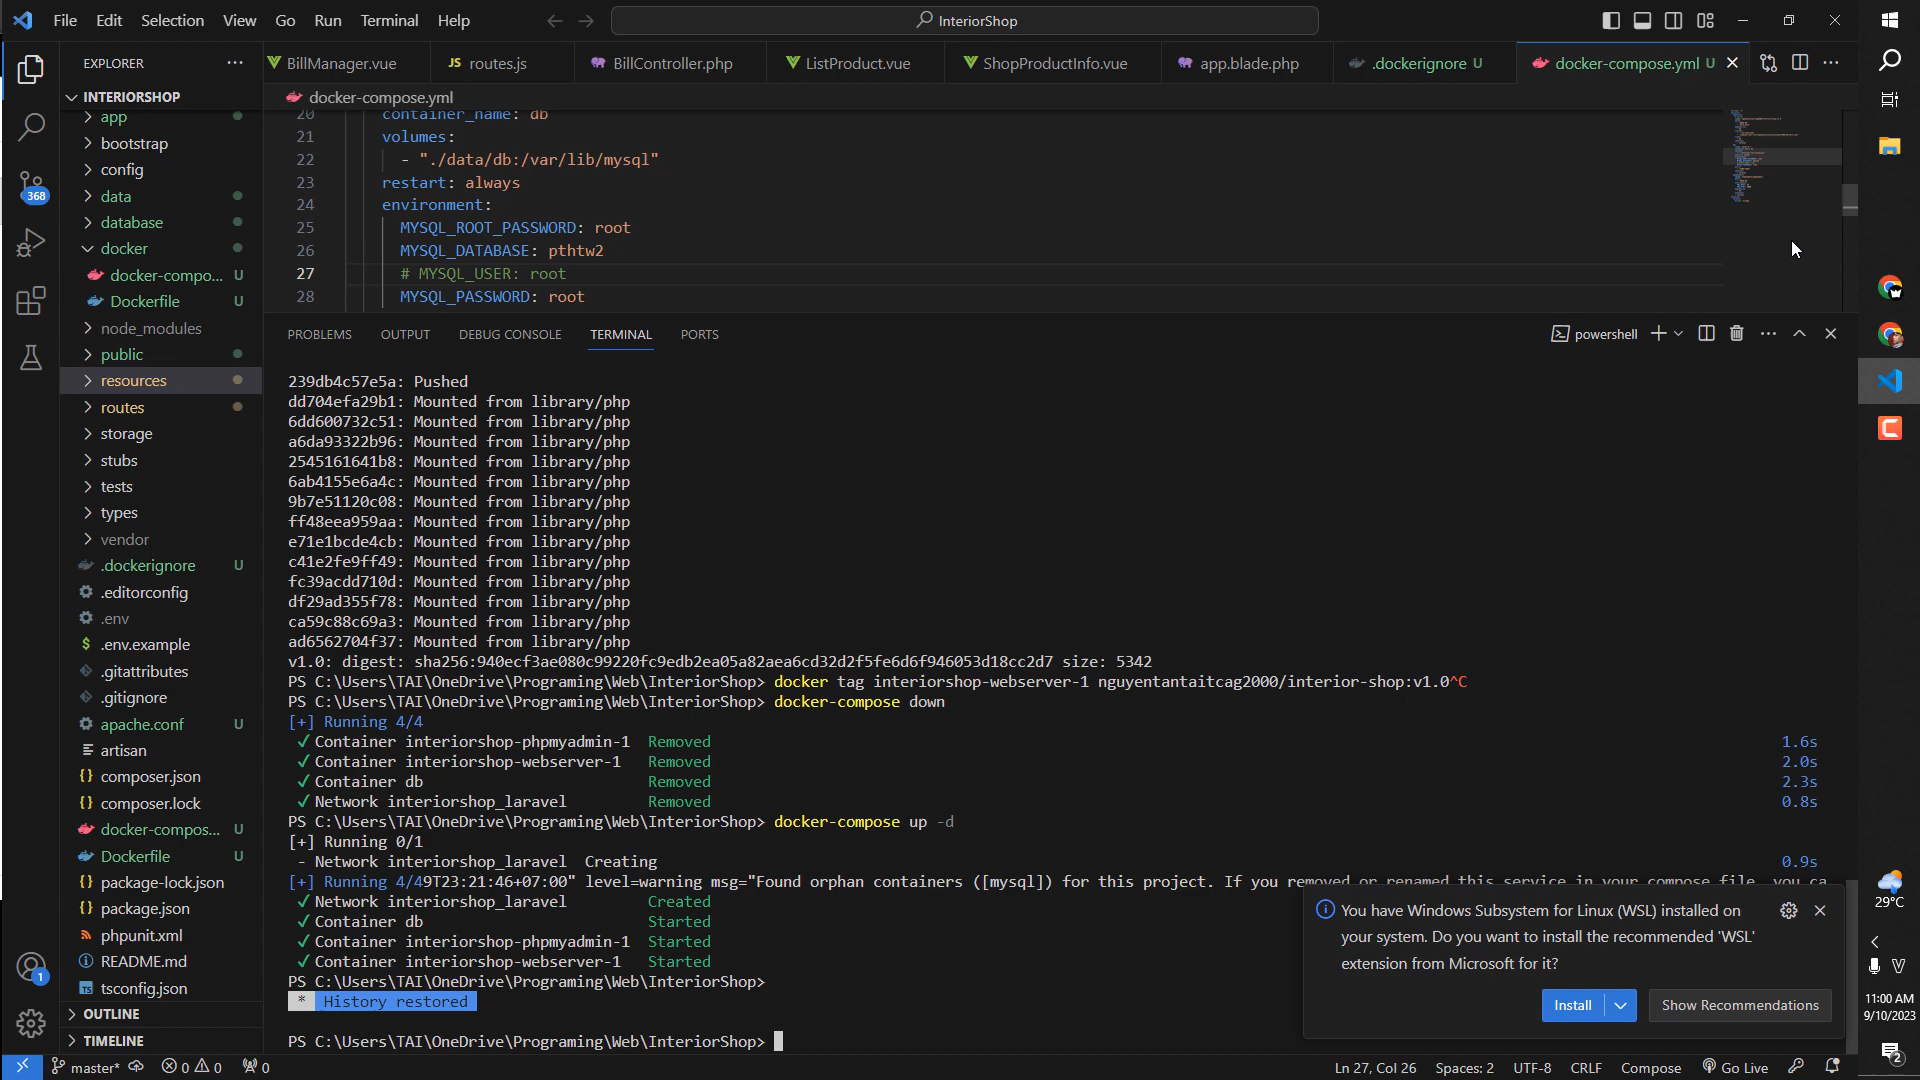 File Edit Selection View Go Run Terminal Help
InteriorShop
EXPLORER
BillManager.vue
JS routes.js
BillController.php
ListProduct.vue
ShopProductInfo.vue
app.blade.php
.dockerignore U
docker-compose.yml U
INTERIORSHOP
app
bootstrap
config
data
database
docker
docker-compo... U
Dockerfile U
node_modules
public
resources
routes
storage
stubs
tests
types
vendor
.dockerignore U
.editorconfig
.env
$ .env.example
.gitattributes
.gitignore
apache.conf U
artisan
{} composer.json
{} composer.lock
docker-compos... U
Dockerfile U
{} package-lock.json
{} package.json
phpunit.xml
README.md
TS tsconfig.json
OUTLINE
TIMELINE
368
1
docker-compose.yml
20 container_name: db
21 volumes:
22 - "./data/db:/var/lib/mysql"
23 restart: always
24 environment:
25 MYSQL_ROOT_PASSWORD: root
26 MYSQL_DATABASE: pthtw2
27 # MYSQL_USER: root
28 MYSQL_PASSWORD: root
PROBLEMS OUTPUT DEBUG CONSOLE TERMINAL PORTS
powershell
239db4c57e5a: Pushed
dd704efa29b1: Mounted from library/php
6dd600732c51: Mounted from library/php
a6da93322b96: Mounted from library/php
2545161641b8: Mounted from library/php
6ab4155e6a4c: Mounted from library/php
9b7e51120c08: Mounted from library/php
ff48eea959aa: Mounted from library/php
e71e1bcde4cb: Mounted from library/php
c41e2fe9ff49: Mounted from library/php
fc39acdd710d: Mounted from library/php
df29ad355f78: Mounted from library/php
ca59c88c69a3: Mounted from library/php
ad6562704f37: Mounted from library/php
v1.0: digest: sha256:940ecf3ae080c99220fc9edb2ea05a82aea6cd32d2f5fe6d6f946053d18cc2d7 size: 5342
PS C:\Users\TAI\OneDrive\Programing\Web\InteriorShop> docker tag interiorshop-webserver-1 nguyentantaitcag2000/interior-shop:v1.0^C
PS C:\Users\TAI\OneDrive\Programing\Web\InteriorShop> docker-compose down
[+] Running 4/4
✓ Container interiorshop-phpmyadmin-1 Removed 1.6s
✓ Container interiorshop-webserver-1 Removed 2.0s
✓ Container db Removed 2.3s
✓ Network interiorshop_laravel Removed 0.8s
PS C:\Users\TAI\OneDrive\Programing\Web\InteriorShop> docker-compose up -d
[+] Running 0/1
- Network interiorshop_laravel Creating 0.9s
[+] Running 4/49T23:21:46+07:00" level=warning msg="Found orphan containers ([mysql]) for this project. If you removed or renamed this service in your compose file, you ca
✓ Network interiorshop_laravel Created
✓ Container db Started
✓ Container interiorshop-phpmyadmin-1 Started
✓ Container interiorshop-webserver-1 Started
PS C:\Users\TAI\OneDrive\Programing\Web\InteriorShop>
* History restored
PS C:\Users\TAI\OneDrive\Programing\Web\InteriorShop>
You have Windows Subsystem for Linux (WSL) installed on
your system. Do you want to install the recommended 'WSL'
extension from Microsoft for it?
Install
Show Recommendations
master* 0 0 0
Ln 27, Col 26 Spaces: 2 UTF-8 CRLF Compose Go Live
29°C
11:00 AM
9/10/2023
2